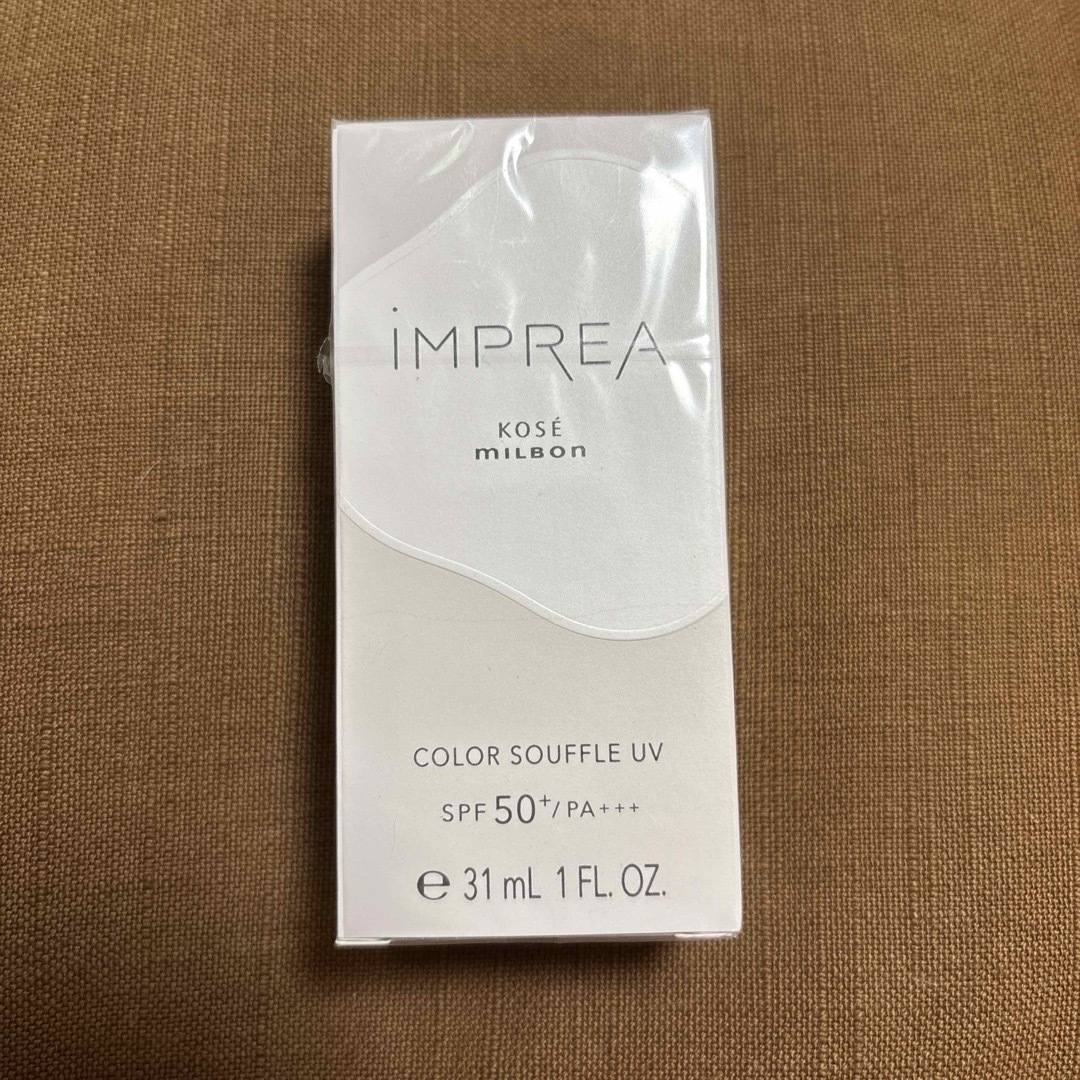 iMPREA
KOSÉ
MILBON
COLOR SOUFFLE UV
SPF 50+/PA+++
℮ 31 mL 1 FL. OZ.